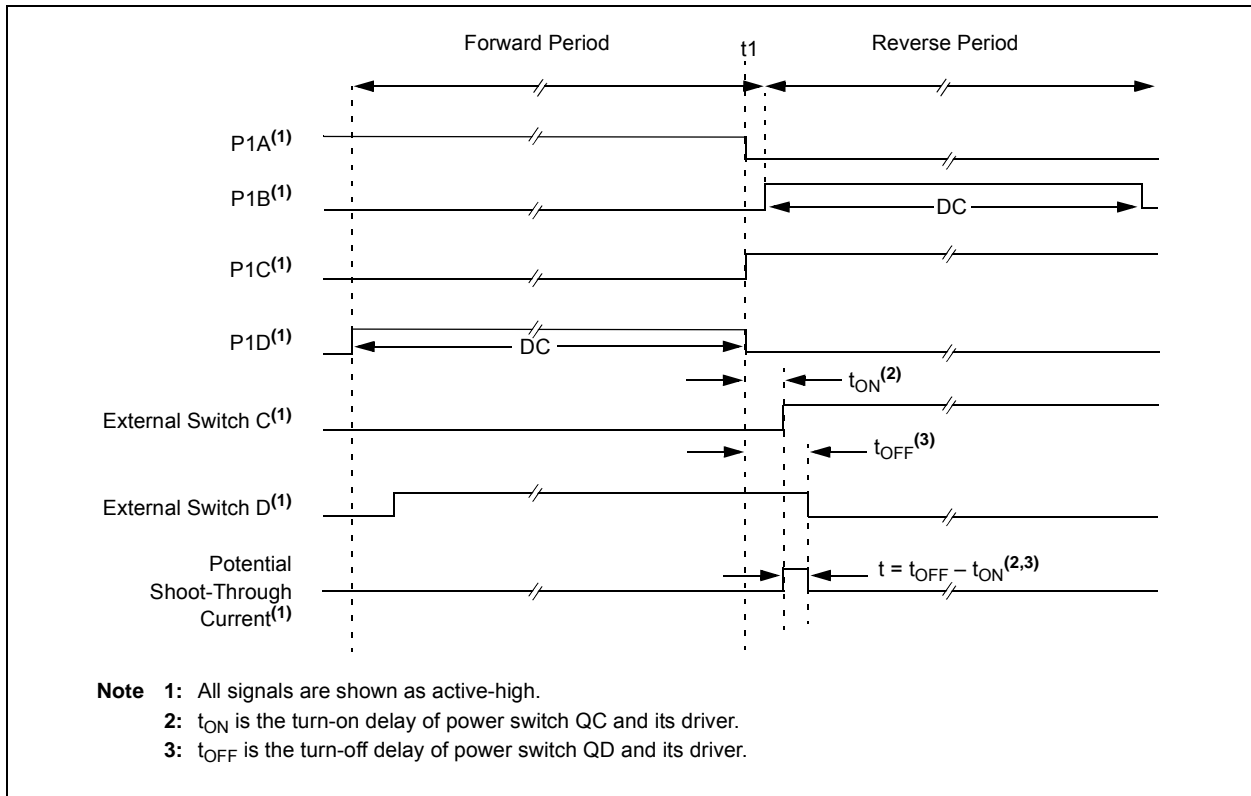 Forward Period
t1
Reverse Period
P1A(1)
P1B(1)
DC
P1C(1)
P1D(1)
DC
tON(2)
External Switch C(1)
tOFF(3)
External Switch D(1)
Potential
Shoot-Through
Current(1)
t = tOFF – tON(2,3)
Note 1: All signals are shown as active-high.
2: tON is the turn-on delay of power switch QC and its driver.
3: tOFF is the turn-off delay of power switch QD and its driver.